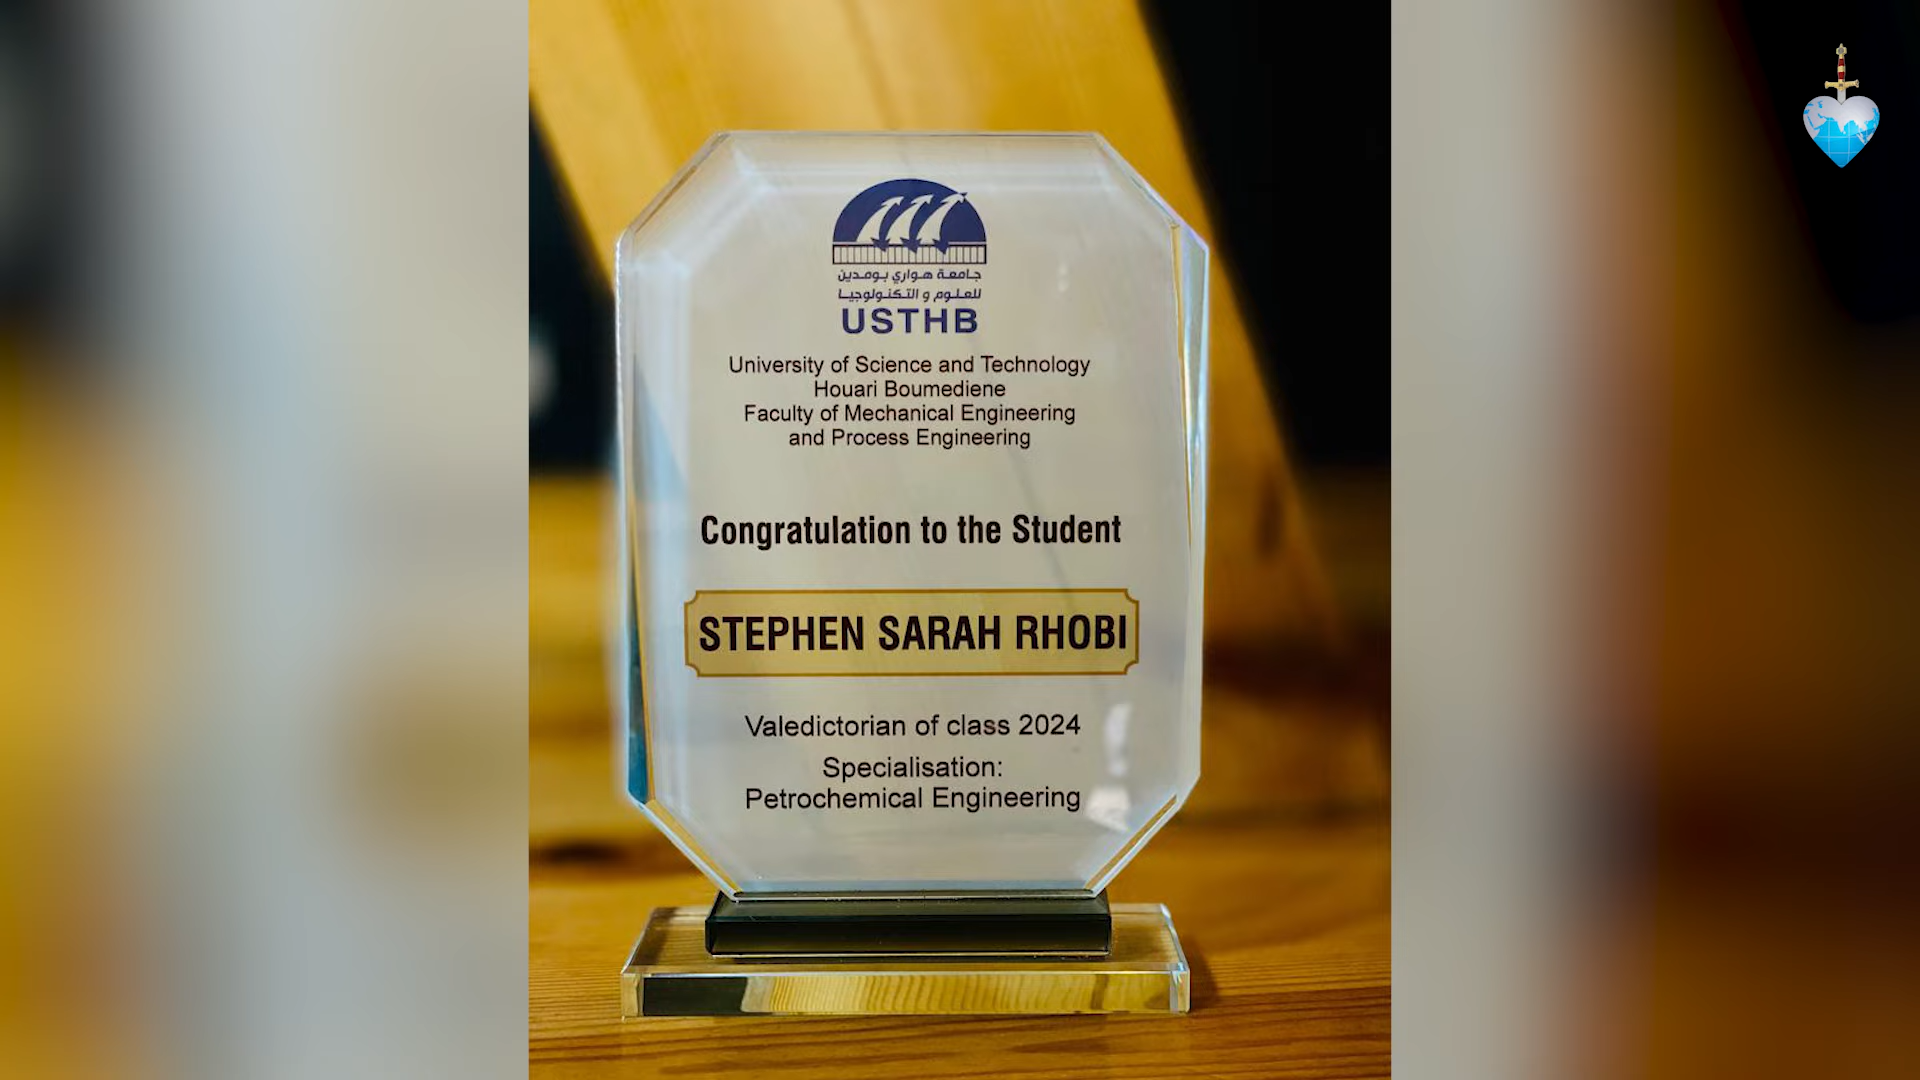 جامعة هواري بومدين
للعلوم و التكنولوجيا
USTHB
University of Science and Technology
Houari Boumediene
Faculty of Mechanical Engineering
and Process Engineering
Congratulation to the Student
STEPHEN SARAH RHOBI
Valedictorian of class 2024
Specialisation:
Petrochemical Engineering